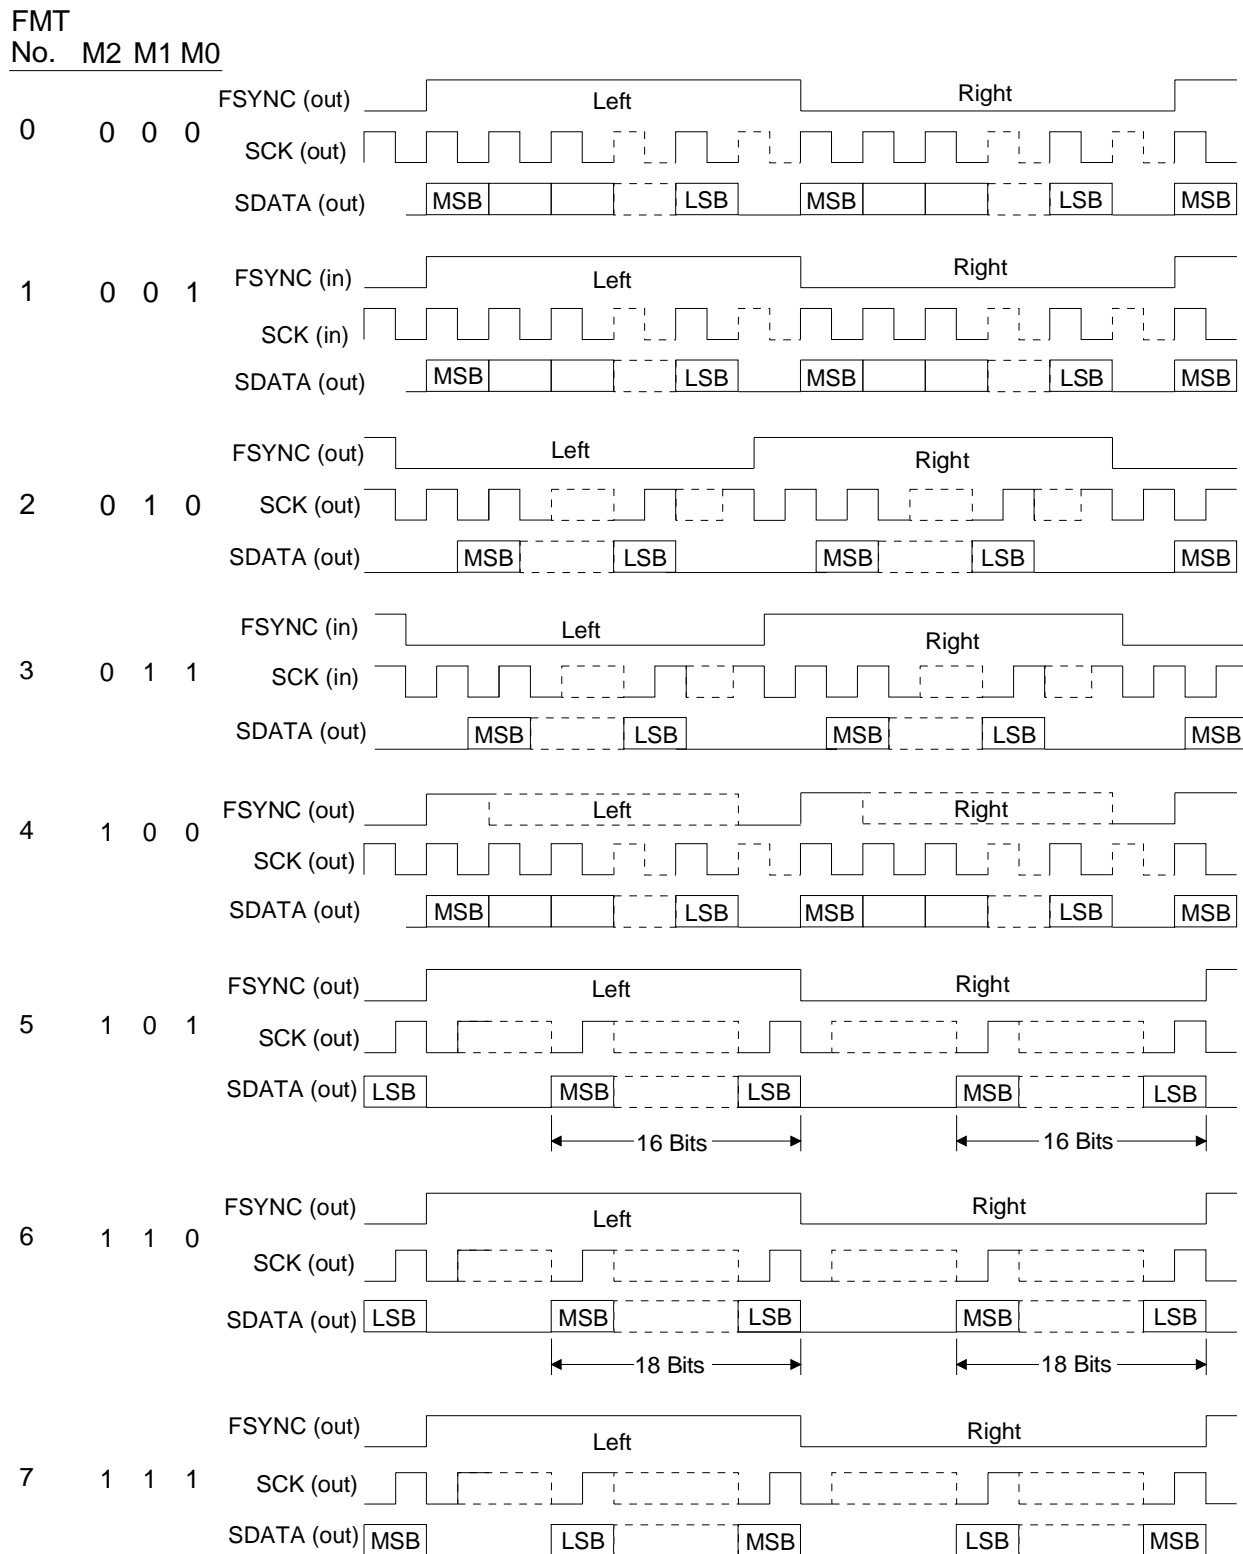 FMT
No. M2 M1 M0
FSYNC (out) Left Right
0 0 0 0
SCK (out)
SDATA (out) MSB LSB MSB LSB MSB
FSYNC (in) Left Right
1 0 0 1
SCK (in)
SDATA (out) MSB LSB MSB LSB MSB
FSYNC (out) Left Right
2 0 1 0 SCK (out)
SDATA (out) MSB LSB MSB LSB MSB
FSYNC (in) Left Right
3 0 1 1 SCK (in)
SDATA (out) MSB LSB MSB LSB MSB
FSYNC (out) Left Right
4 1 0 0
SCK (out)
SDATA (out) MSB LSB MSB LSB MSB
FSYNC (out) Left Right
5 1 0 1 SCK (out)
SDATA (out) LSB MSB LSB MSB LSB
16 Bits 16 Bits
FSYNC (out) Left Right
6 1 1 0
SCK (out)
SDATA (out) LSB MSB LSB MSB LSB
18 Bits 18 Bits
FSYNC (out) Left Right
7 1 1 1 SCK (out)
SDATA (out) MSB LSB MSB LSB MSB